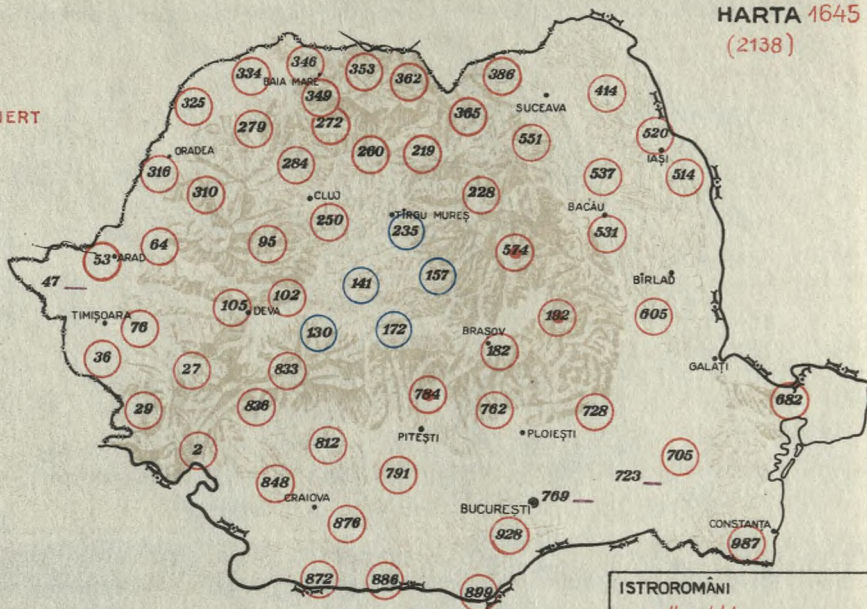 HARTA 1645
(2138)
346
353
334
362
386
BAIA MARE
349
414
325
SUCEAVA
365
IERT
279
272
520
551
ORADEA
260
219
IAȘI
284
316
537
514
310
228
CLUJ
TÎRGU MUREȘ
BACĂU
250
235
531
64
95
574
53
ARAD
157
BÎRLAD
47
141
102
105
DEVA
192
605
TIMIȘOARA
76
130
172
BRAȘOV
182
36
GALAȚI
27
833
784
682
29
836
762
728
PITEȘTI
PLOIEȘTI
2
812
705
791
723
848
CRAIOVA
BUCUREȘTI
769
876
928
CONSTANȚA
987
872
886
899
ISTROROMÂNI